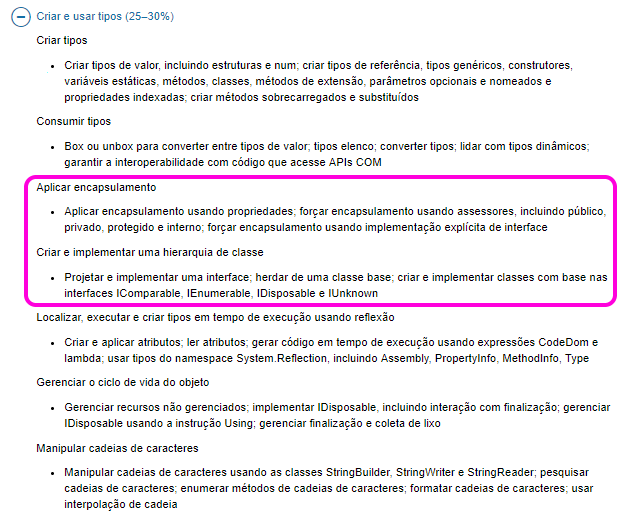 Criar e usar tipos (25–30%)
Criar tipos
• Criar tipos de valor, incluindo estruturas e num; criar tipos de referência, tipos genéricos, construtores,
variáveis estáticas, métodos, classes, métodos de extensão, parâmetros opcionais e nomeados e
propriedades indexadas; criar métodos sobrecarregados e substituídos
Consumir tipos
• Box ou unbox para converter entre tipos de valor; tipos elenco; converter tipos; lidar com tipos dinâmicos;
garantir a interoperabilidade com código que acesse APIs COM
Aplicar encapsulamento
• Aplicar encapsulamento usando propriedades; forçar encapsulamento usando assessores, incluindo público,
privado, protegido e interno; forçar encapsulamento usando implementação explícita de interface
Criar e implementar uma hierarquia de classe
• Projetar e implementar uma interface; herdar de uma classe base; criar e implementar classes com base nas
interfaces IComparable, IEnumerable, IDisposable e IUnknown
Localizar, executar e criar tipos em tempo de execução usando reflexão
• Criar e aplicar atributos; ler atributos; gerar código em tempo de execução usando expressões CodeDom e
lambda; usar tipos do namespace System.Reflection, incluindo Assembly, PropertyInfo, MethodInfo, Type
Gerenciar o ciclo de vida do objeto
• Gerenciar recursos não gerenciados; implementar IDisposable, incluindo interação com finalização; gerenciar
IDisposable usando a instrução Using; gerenciar finalização e coleta de lixo
Manipular cadeias de caracteres
• Manipular cadeias de caracteres usando as classes StringBuilder, StringWriter e StringReader; pesquisar
cadeias de caracteres; enumerar métodos de cadeias de caracteres; formatar cadeias de caracteres; usar
interpolação de cadeia